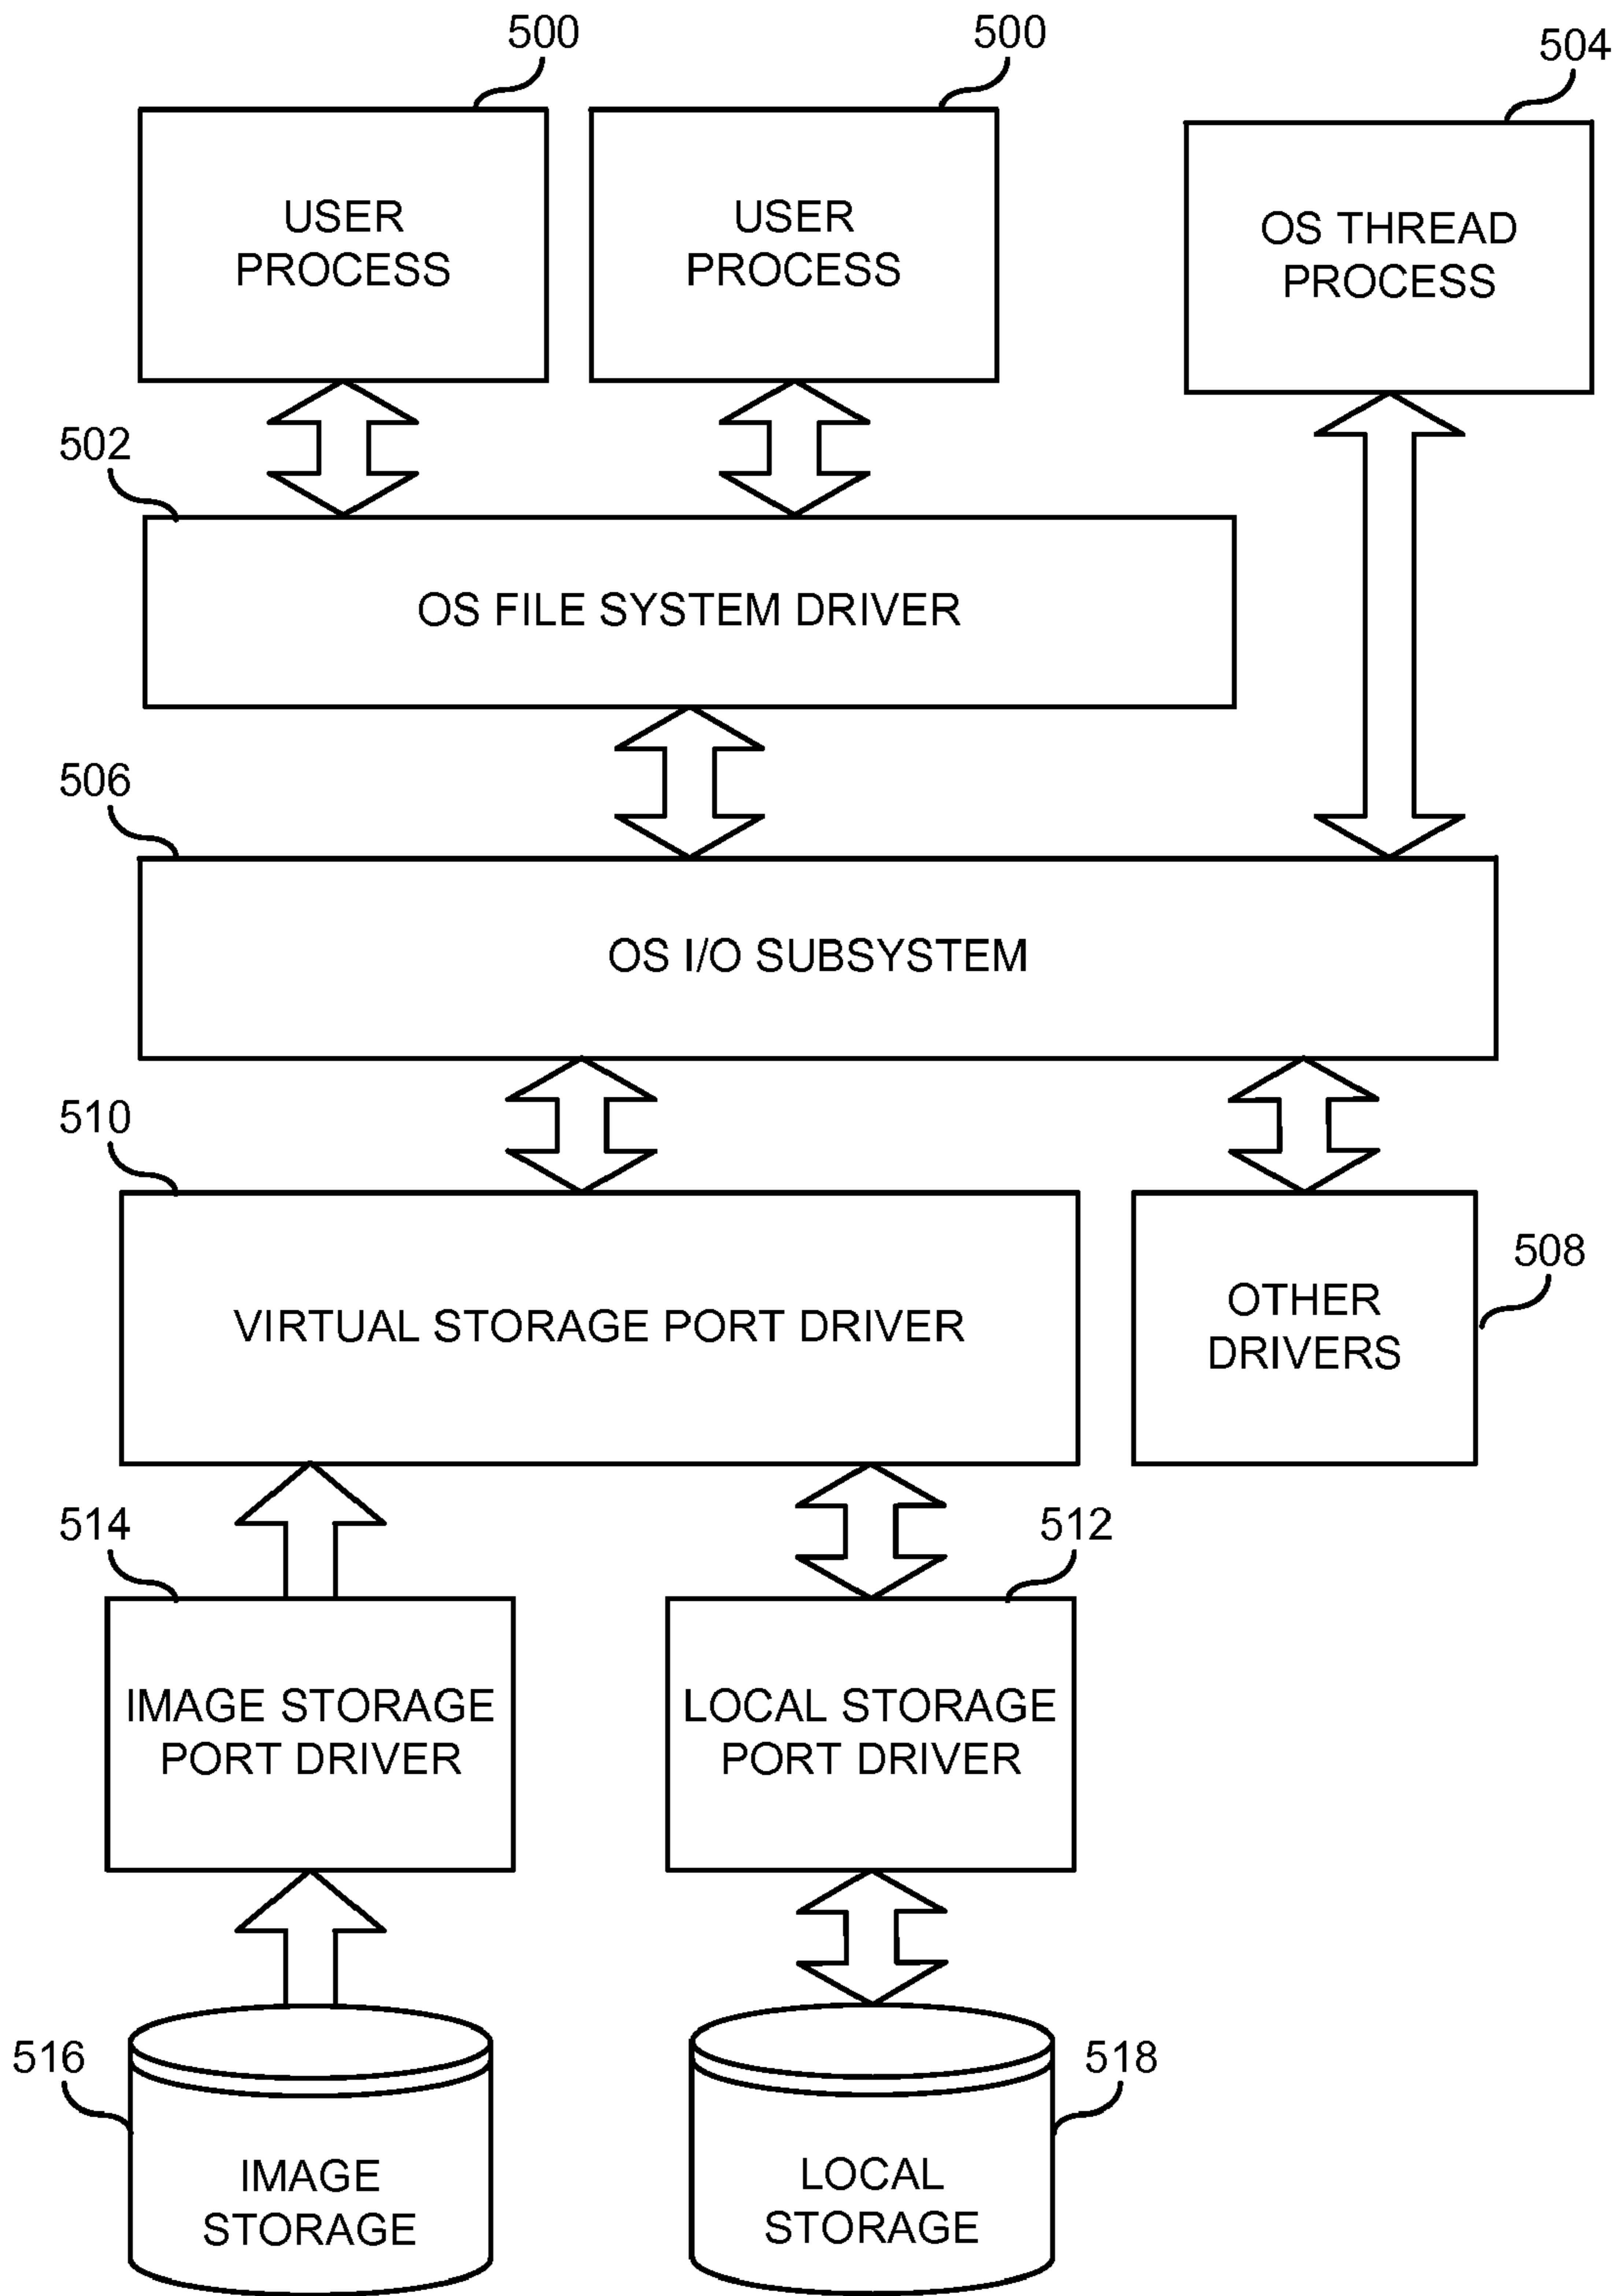 500
500
504
USER
PROCESS
USER
PROCESS
OS THREAD
PROCESS
502
OS FILE SYSTEM DRIVER
506
OS I/O SUBSYSTEM
510
VIRTUAL STORAGE PORT DRIVER
OTHER
DRIVERS
508
514
512
IMAGE STORAGE
PORT DRIVER
LOCAL STORAGE
PORT DRIVER
516
518
IMAGE
STORAGE
LOCAL
STORAGE